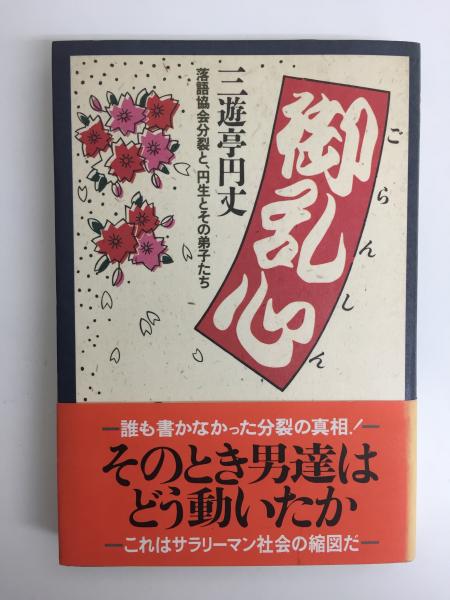 御乱心
ごらんしん
三遊亭円丈
落語協会分裂と、円生とその弟子たち
誰も書かなかった分裂の真相!
そのとき男達は
どう動いたか
これはサラリーマン社会の縮図だ